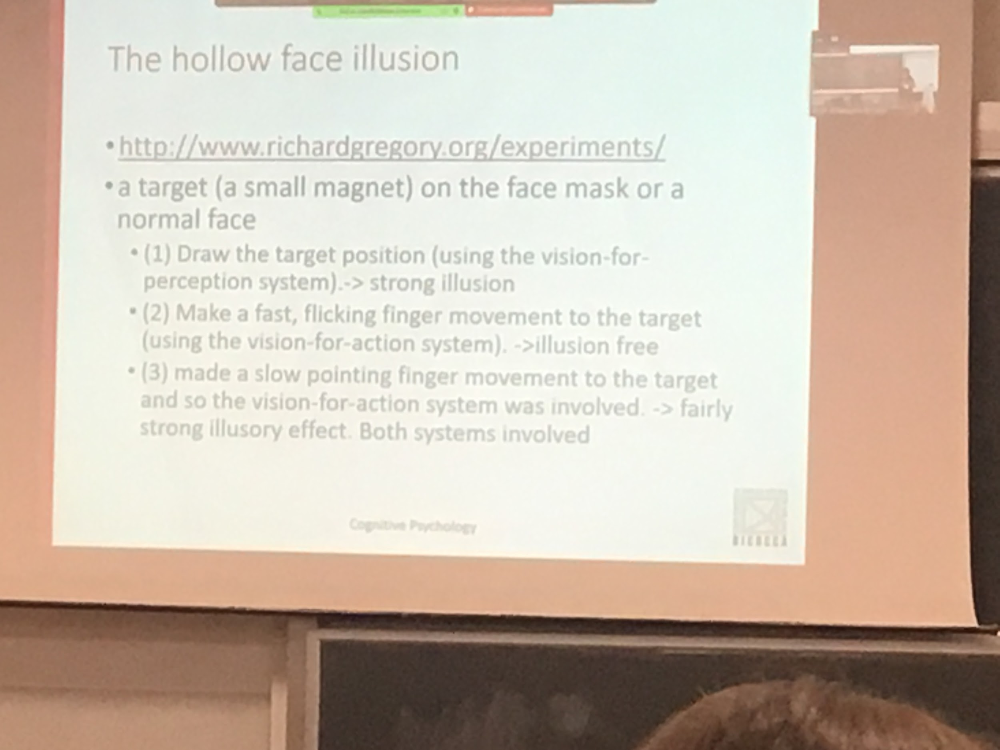 The hollow face illusion
• http://www.richardgregory.org/experiments/
• a target (a small magnet) on the face mask or a
normal face
• (1) Draw the target position (using the vision-for-
perception system).-> strong illusion
• (2) Make a fast, flicking finger movement to the target
(using the vision-for-action system). ->illusion free
• (3) made a slow pointing finger movement to the target
and so the vision-for-action system was involved. -> fairly
strong illusory effect. Both systems involved
Cognitive Psychology
BICOCCA